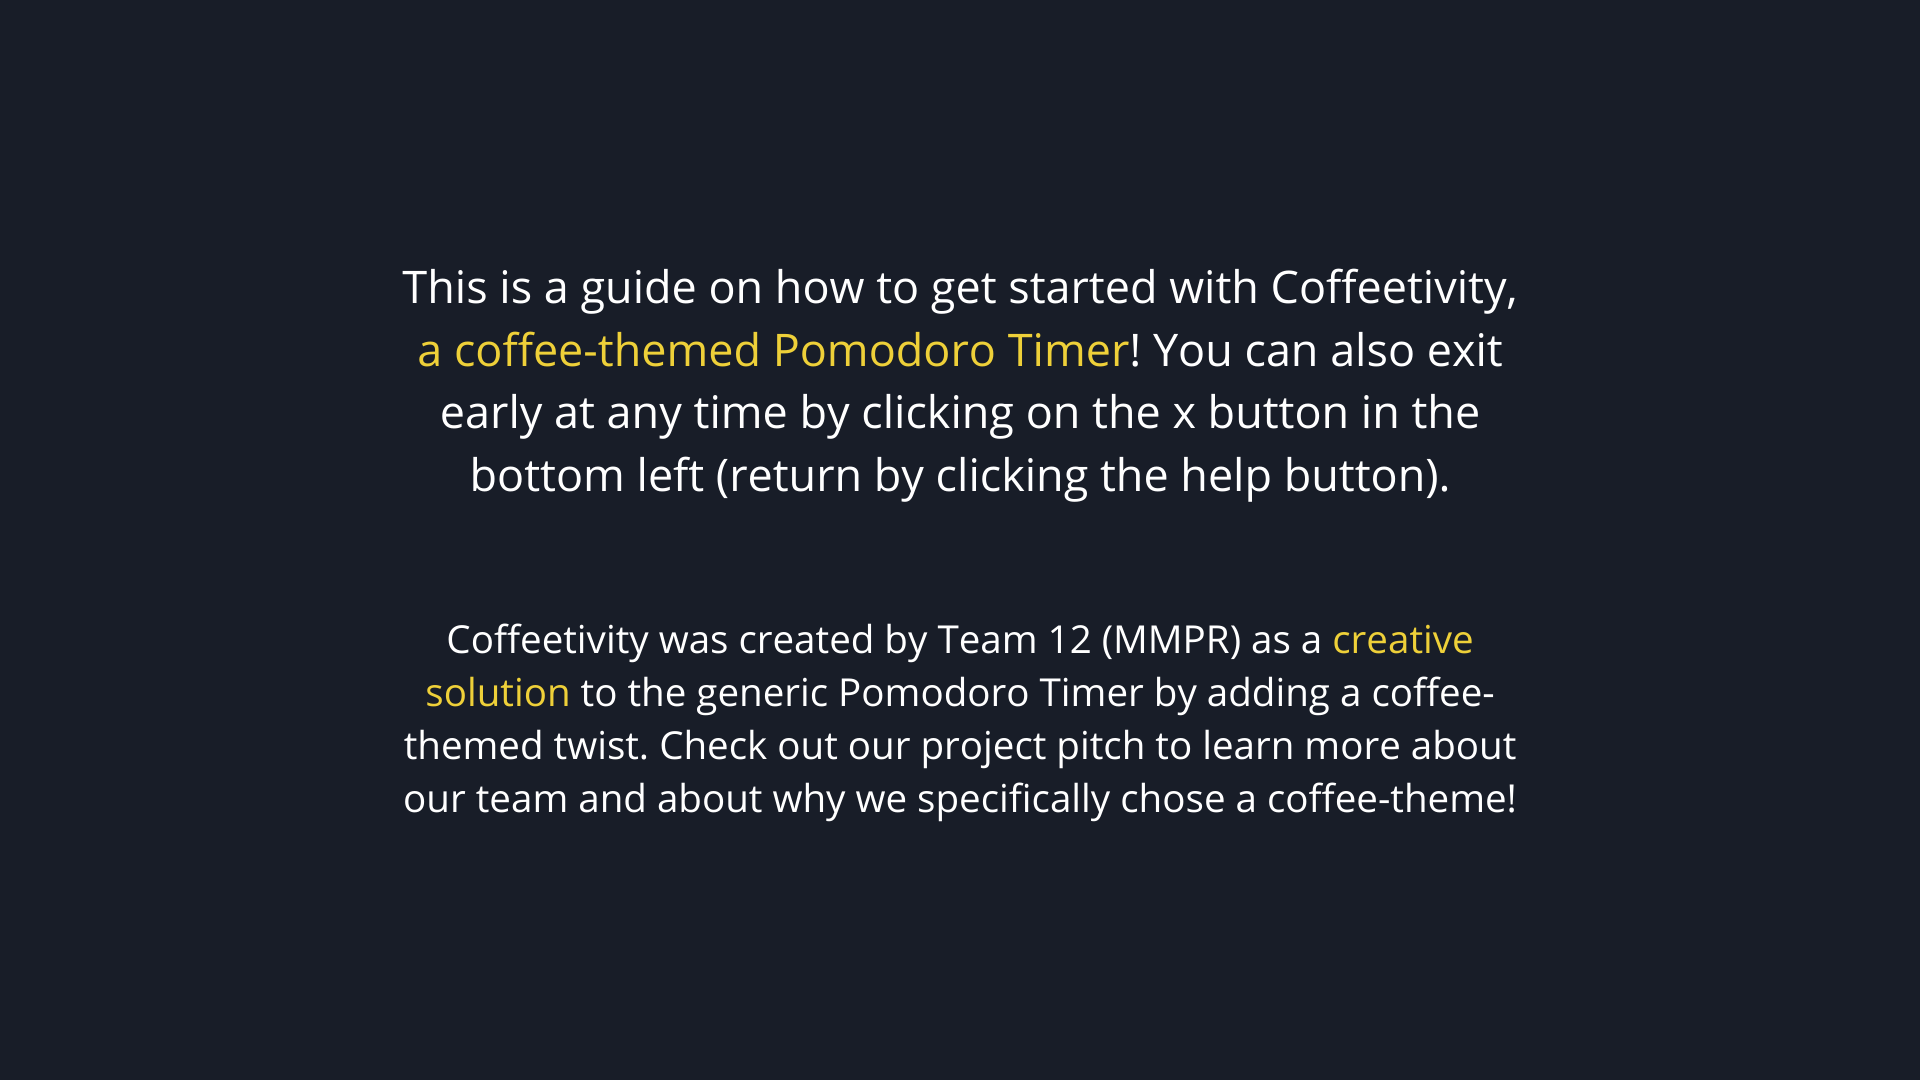 This is a guide on how to get started with Coffeetivity,
a coffee-themed Pomodoro Timer! You can also exit
early at any time by clicking on the x button in the
bottom left (return by clicking the help button).
Coffeetivity was created by Team 12 (MMPR) as a creative
solution to the generic Pomodoro Timer by adding a coffee-
themed twist. Check out our project pitch to learn more about
our team and about why we specifically chose a coffee-theme!